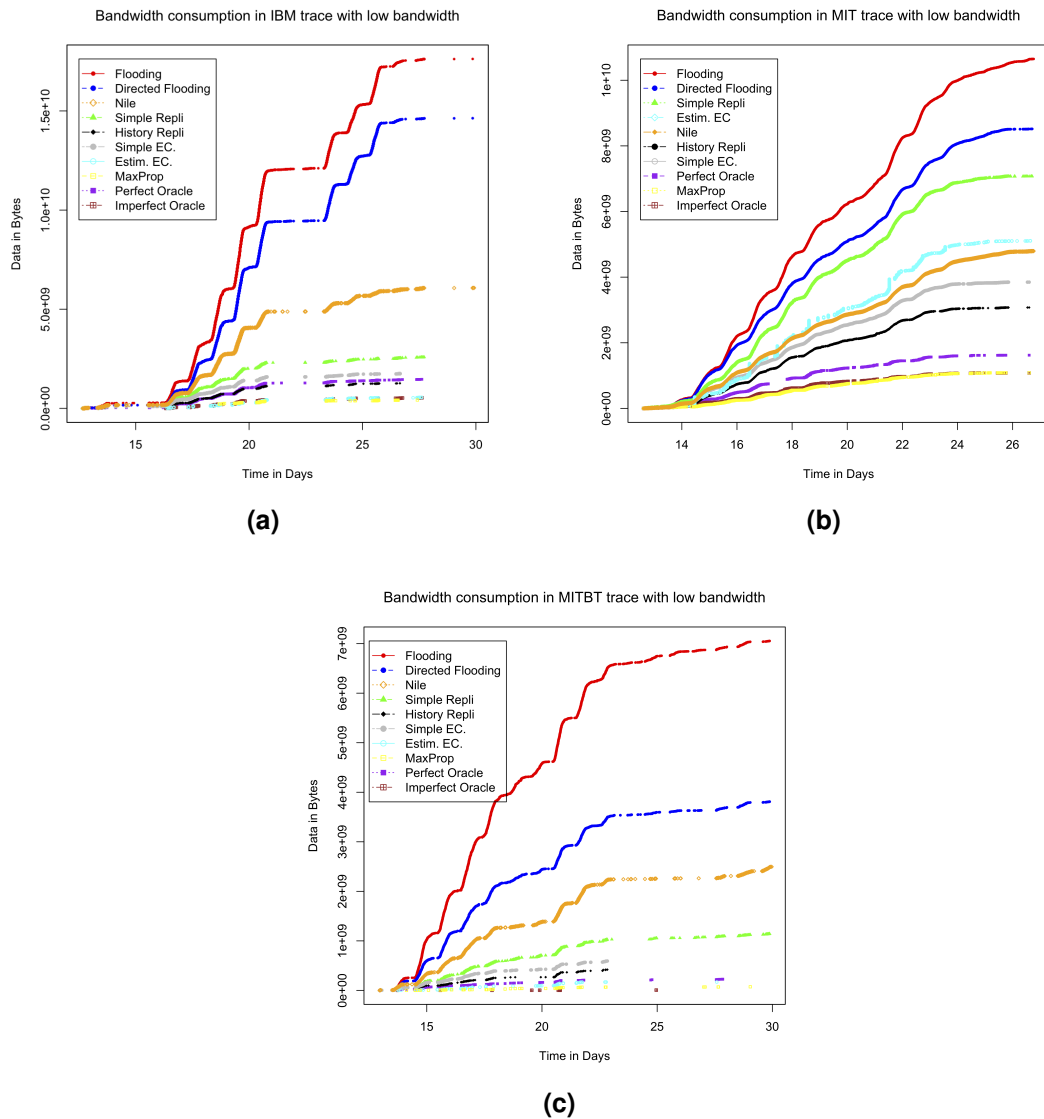 Bandwidth consumption in IBM trace with low bandwidth
Data in Bytes
0.0e+00
5.0e+09
1.0e+10
1.5e+10
Flooding
Directed Flooding
Nile
Simple Repli
History Repli
Simple EC.
Estim. EC.
MaxProp
Perfect Oracle
Imperfect Oracle
15
20
25
30
Time in Days
(a)
Bandwidth consumption in MIT trace with low bandwidth
Data in Bytes
0e+00
2e+09
4e+09
6e+09
8e+09
1e+10
Flooding
Directed Flooding
Simple Repli
Estim. EC
Nile
History Repli
Simple EC.
Perfect Oracle
MaxProp
Imperfect Oracle
14
16
18
20
22
24
26
Time in Days
(b)
Bandwidth consumption in MITBT trace with low bandwidth
Data in Bytes
0e+00
1e+09
2e+09
3e+09
4e+09
5e+09
6e+09
7e+09
Flooding
Directed Flooding
Nile
Simple Repli
History Repli
Simple EC.
Estim. EC.
MaxProp
Perfect Oracle
Imperfect Oracle
15
20
25
30
Time in Days
(c)